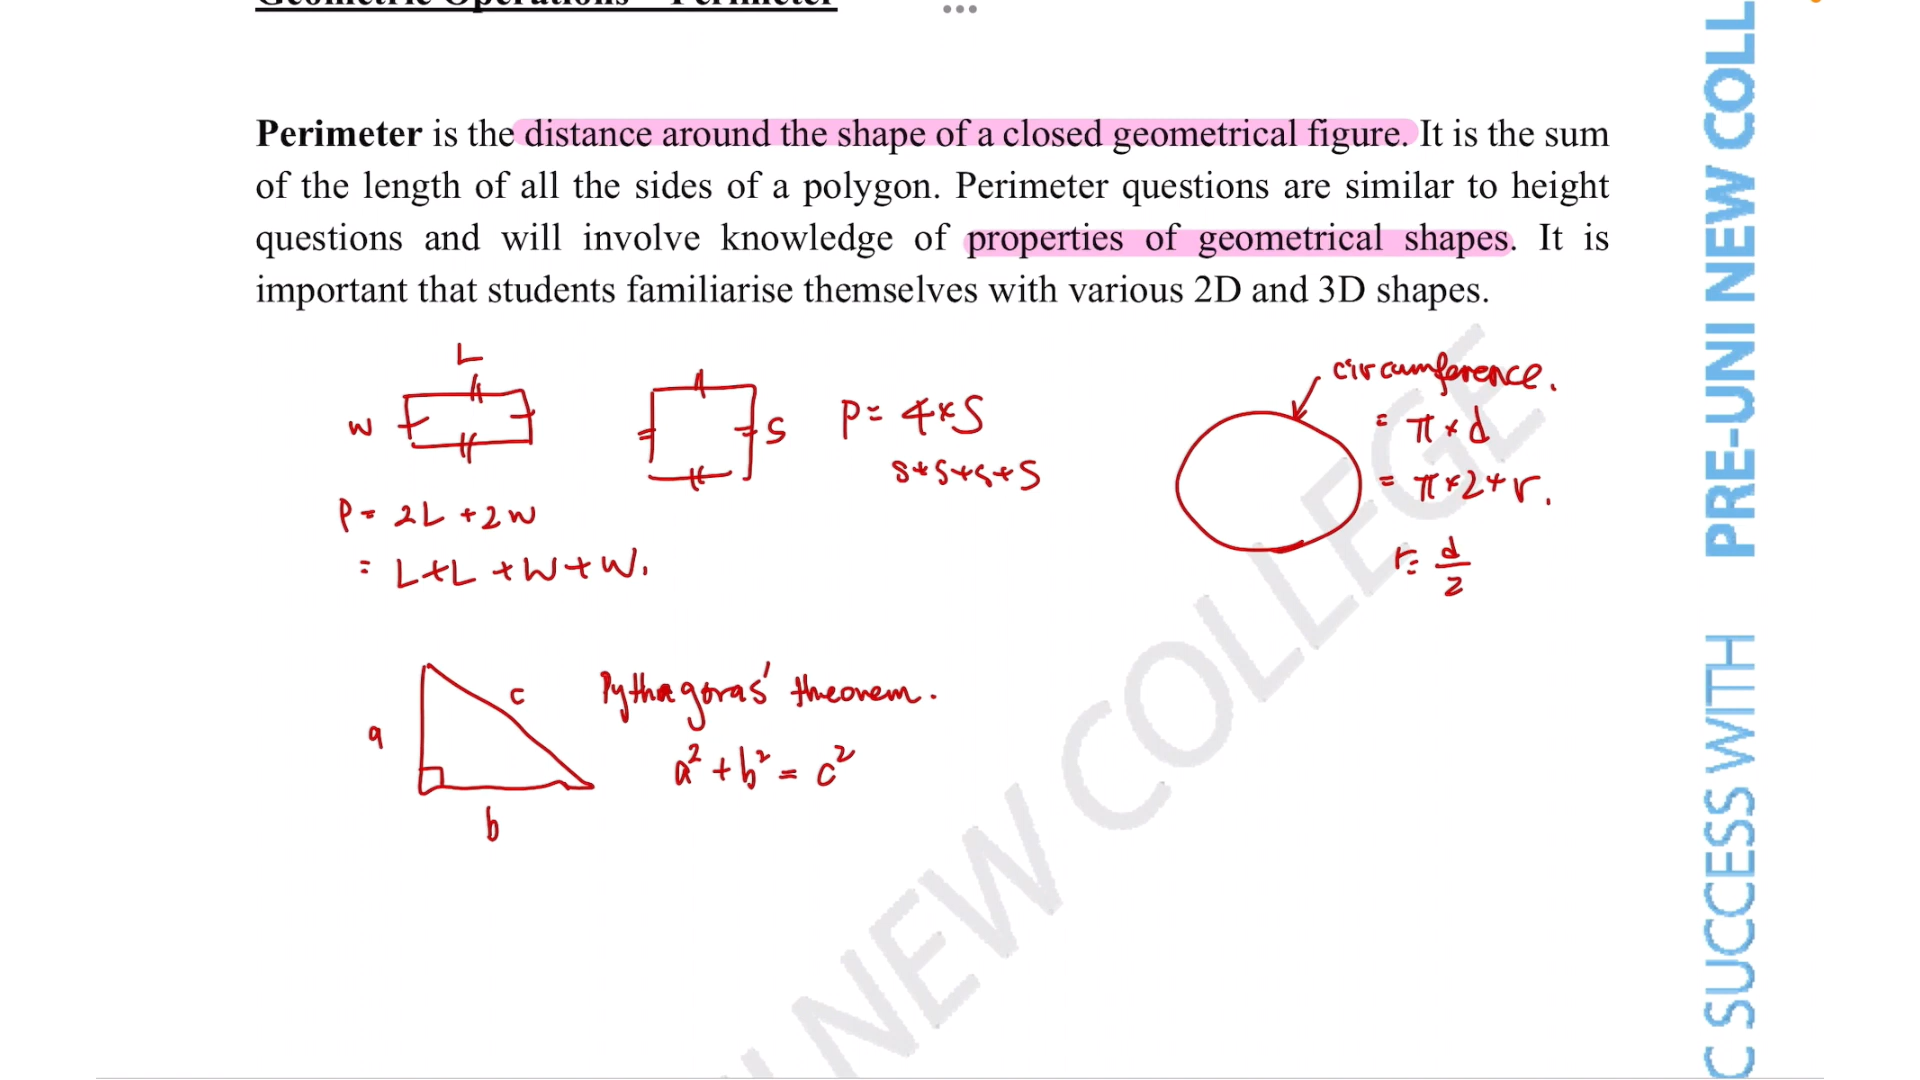 Geometric Operations – Perimeter
Perimeter is the distance around the shape of a closed geometrical figure. It is the sum
of the length of all the sides of a polygon. Perimeter questions are similar to height
questions and will involve knowledge of properties of geometrical shapes. It is
important that students familiarise themselves with various 2D and 3D shapes.
L
W
P = 2L + 2W
= L+L+W+W.
S
P = 4×S
S+S+S+S
circumference.
= π×d
= π×2×r.
r = d/2
a
c
b
Pythagoras' theorem.
a² + b² = c²
NEW COLLEGE
C SUCCESS WITH PRE-UNI NEW COLL